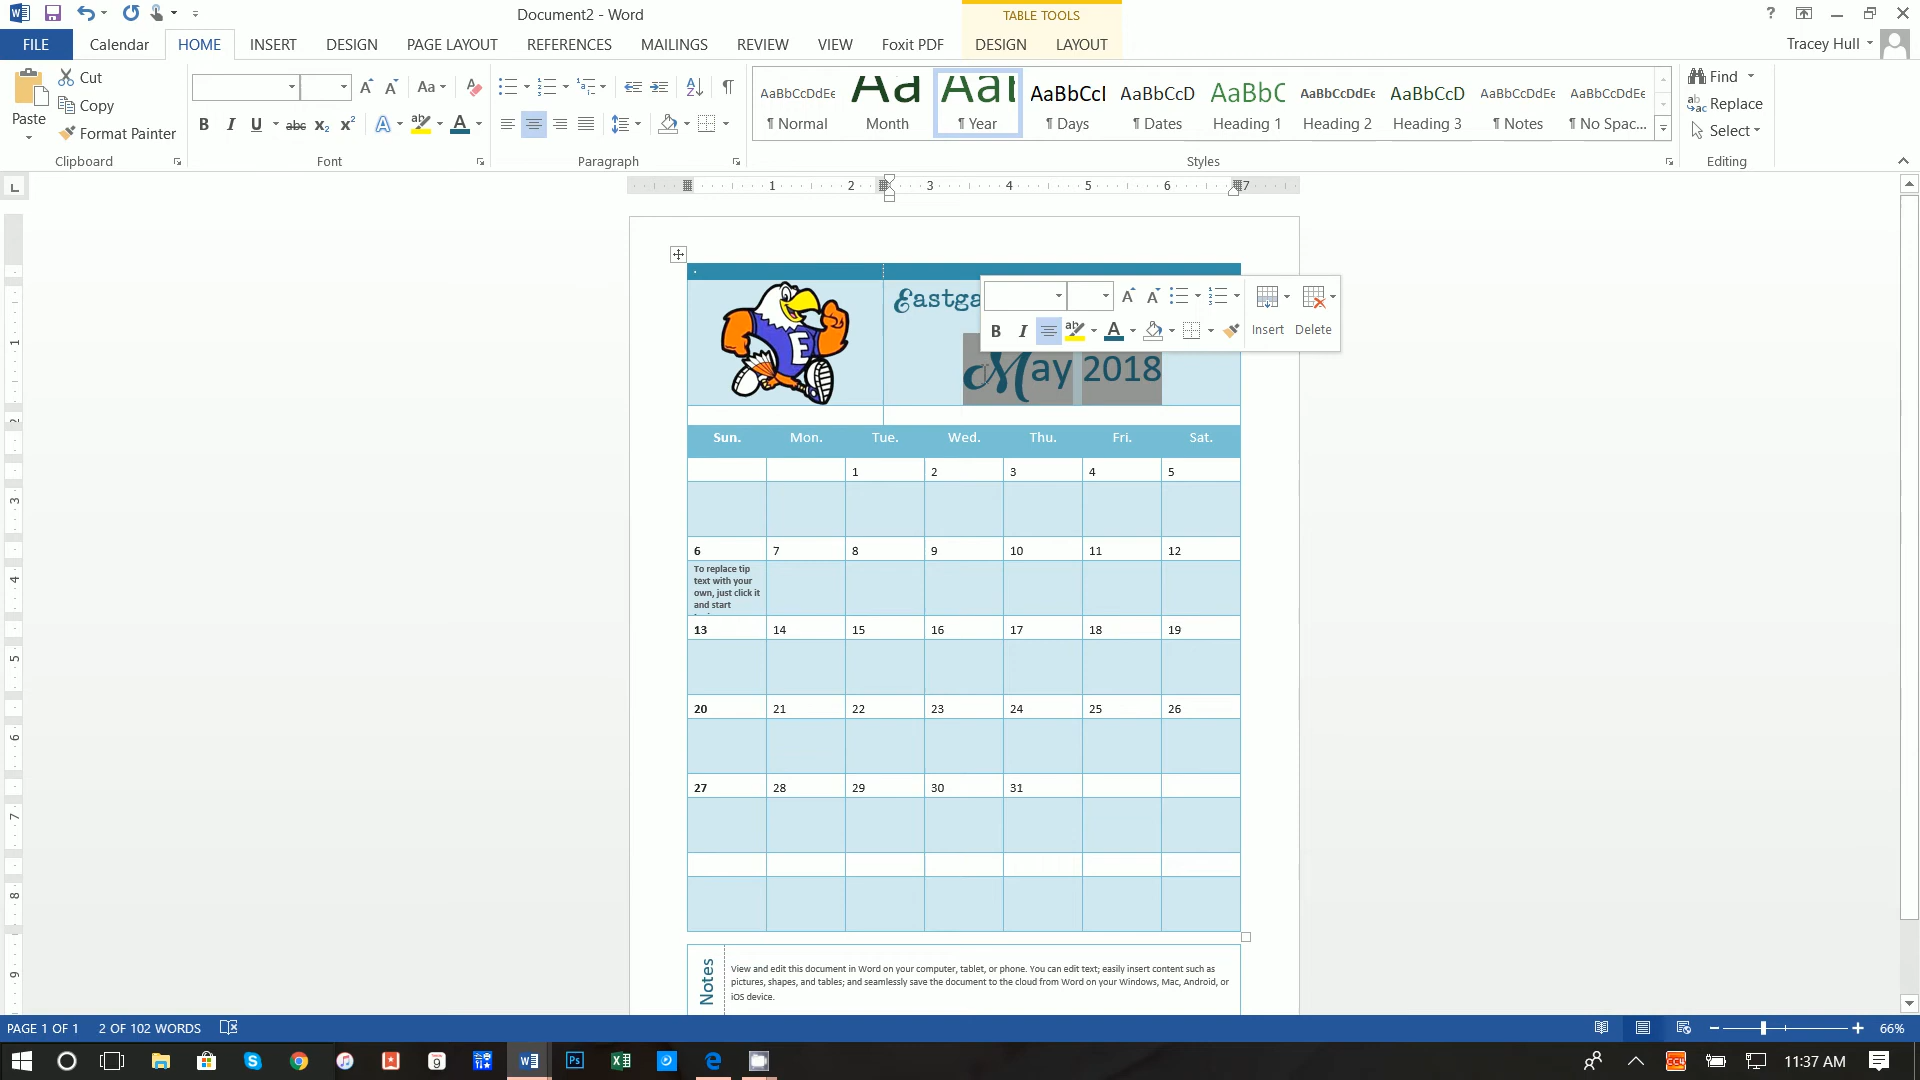 Document2 - Word
TABLE TOOLS
FILE
Calendar
HOME
INSERT
DESIGN
PAGE LAYOUT
REFERENCES
MAILINGS
REVIEW
VIEW
Foxit PDF
DESIGN
LAYOUT
Tracey Hull
Paste
Cut
Copy
Format Painter
Clipboard
Font
Paragraph
AaBbCcDdEe
¶ Normal
Month
¶ Year
AaBbCcI
¶ Days
AaBbCcD
¶ Dates
AaBbC
Heading 1
AaBbCcDdEe
Heading 2
AaBbCcD
Heading 3
AaBbCcDdEe
¶ Notes
AaBbCcDdEe
¶ No Spac...
Styles
Find
Replace
Select
Editing
1 2 3 4 5 6 7
E
Insert
Delete
May 2018
Sun. Mon. Tue. Wed. Thu. Fri. Sat.
1 2 3 4 5
6 7 8 9 10 11 12
To replace tip
text with your
own, just click it
and start
13 14 15 16 17 18 19
20 21 22 23 24 25 26
27 28 29 30 31
Notes
View and edit this document in Word on your computer, tablet, or phone. You can edit text; easily insert content such as
pictures, shapes, and tables; and seamlessly save the document to the cloud from Word on your Windows, Mac, Android, or
iOS device.
PAGE 1 OF 1
2 OF 102 WORDS
66%
11:37 AM